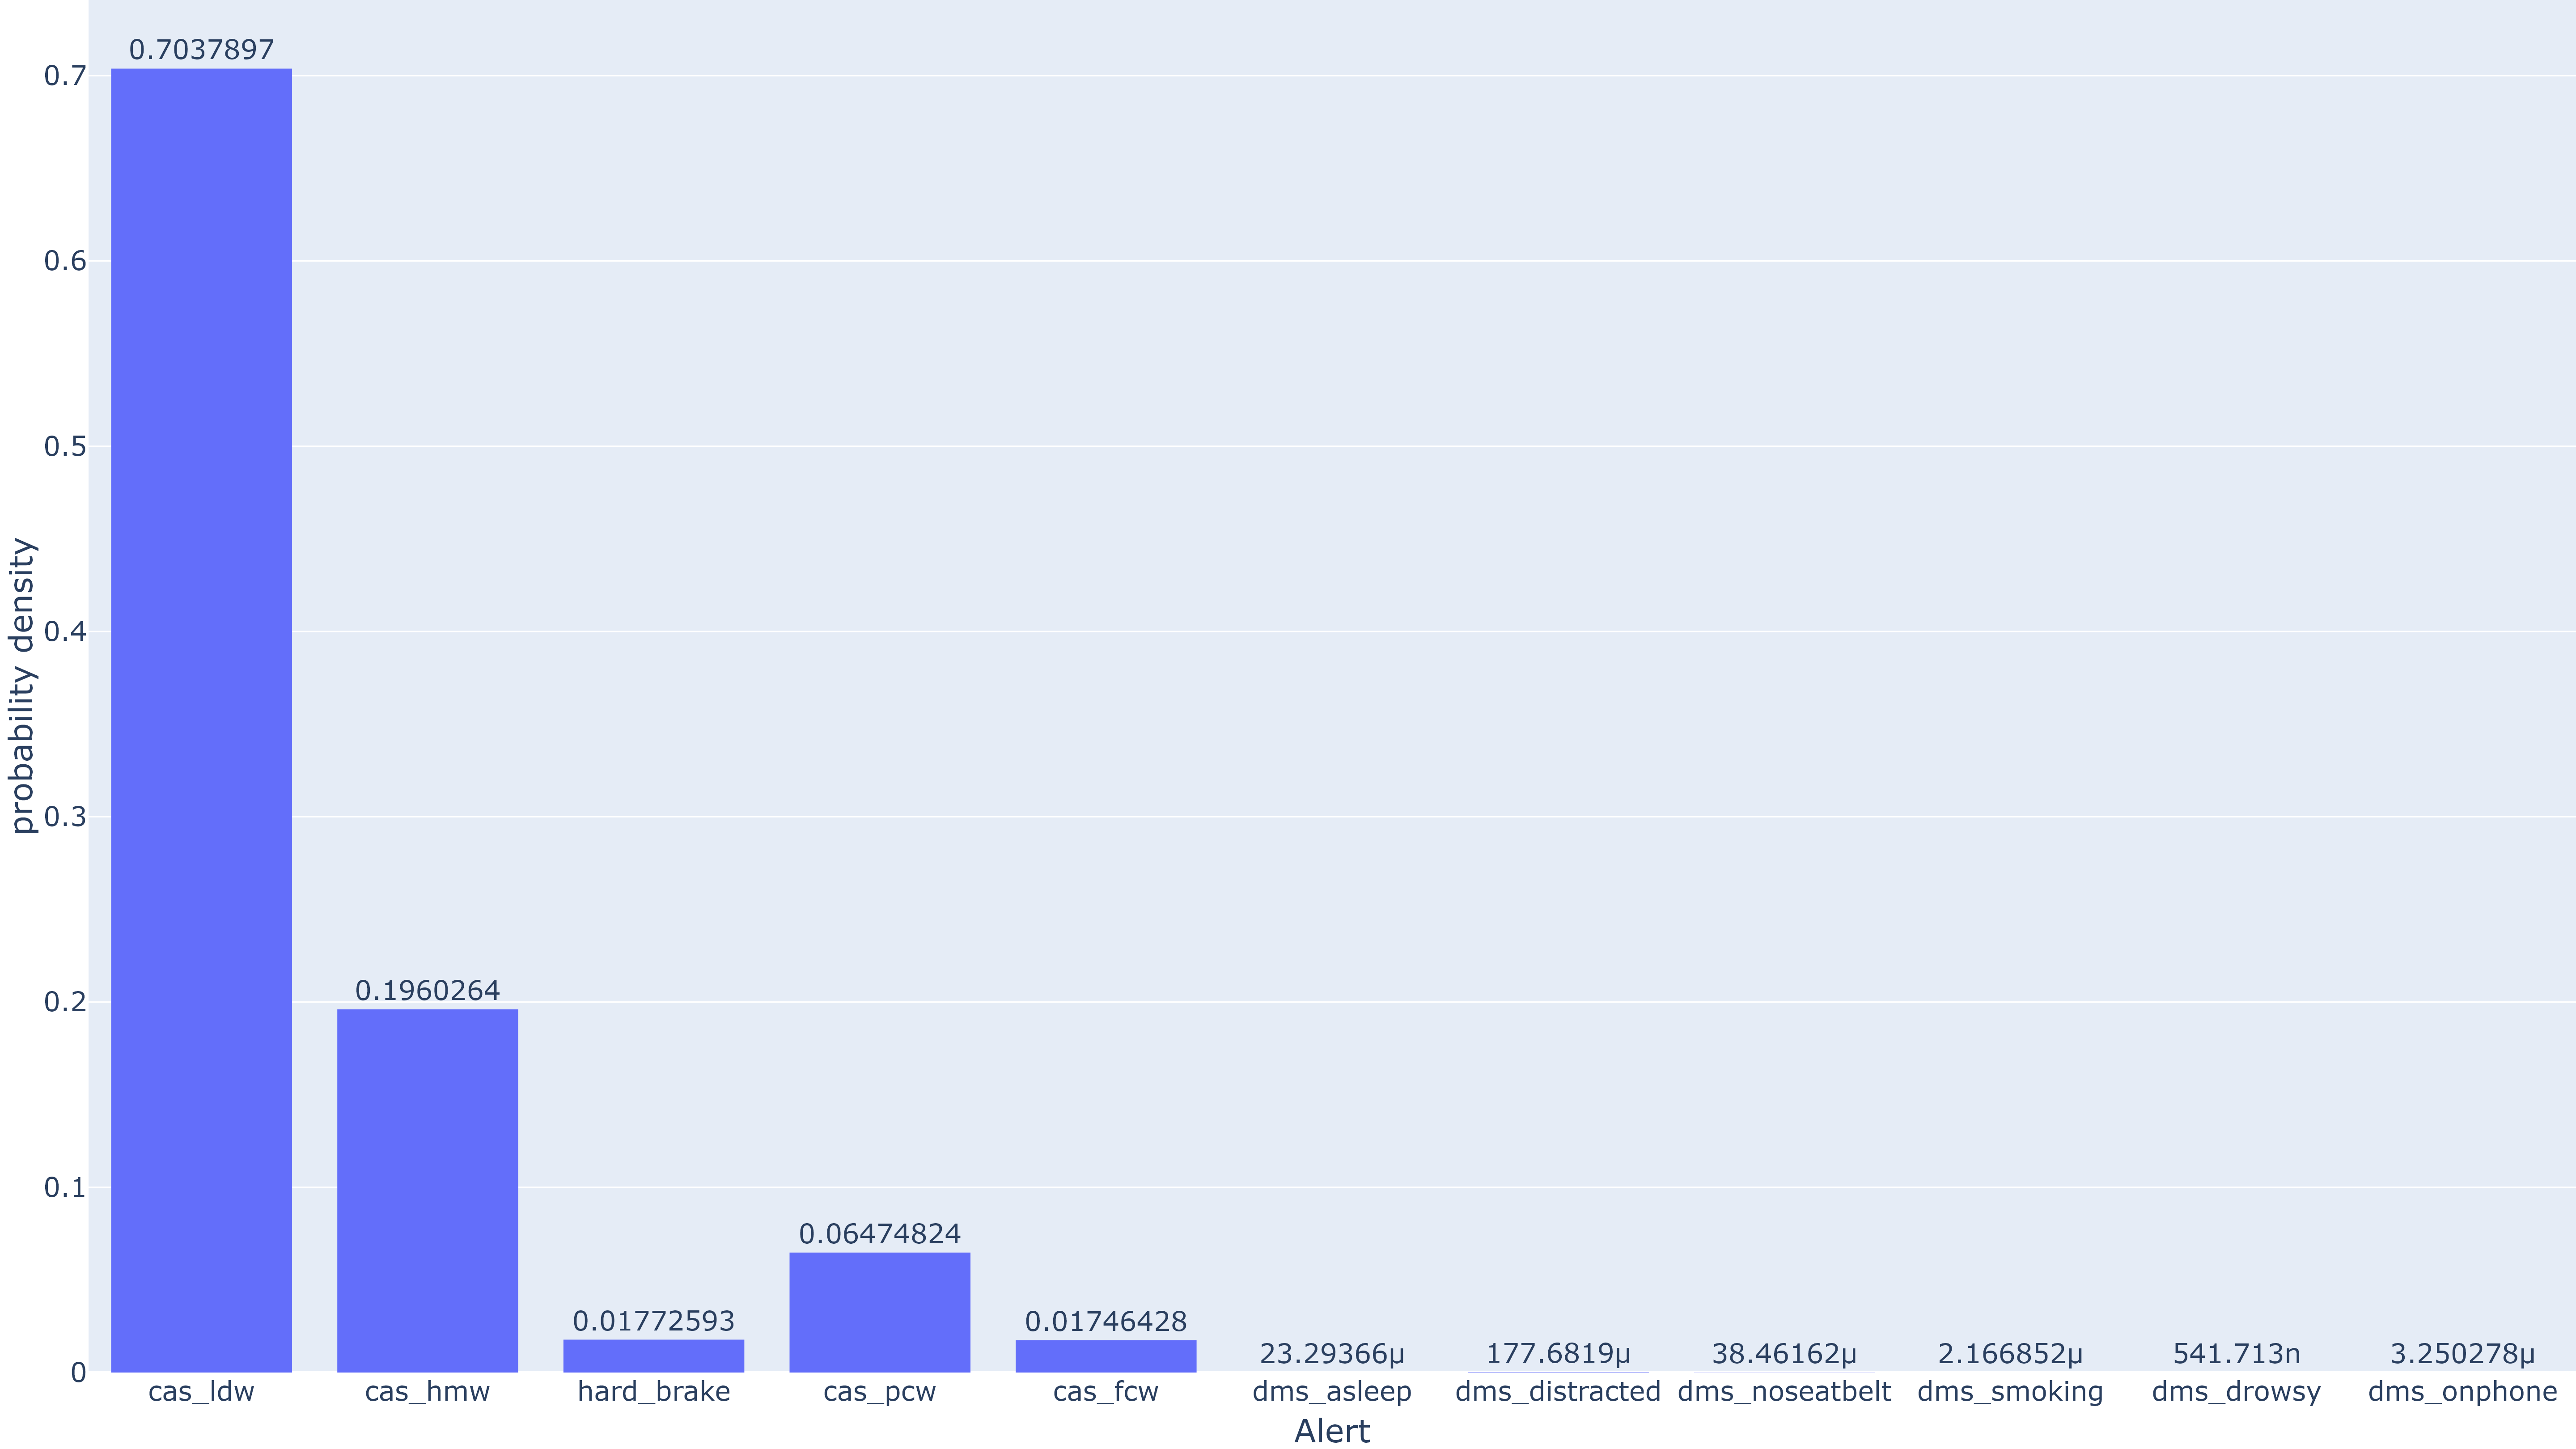 0.7037897
0.7
0.6
0.5
0.4
0.3
0.1960264
0.2
0.1
0.06474824
0.01772593
0.01746428
23.29366μ
177.6819μ
38.46162μ
2.166852μ
541.713n
3.250278μ
0
cas_ldw
cas_hmw
hard_brake
cas_pcw
cas_fcw
dms_asleep
dms_distracted
dms_noseatbelt
dms_smoking
dms_drowsy
dms_onphone
Alert
probability density